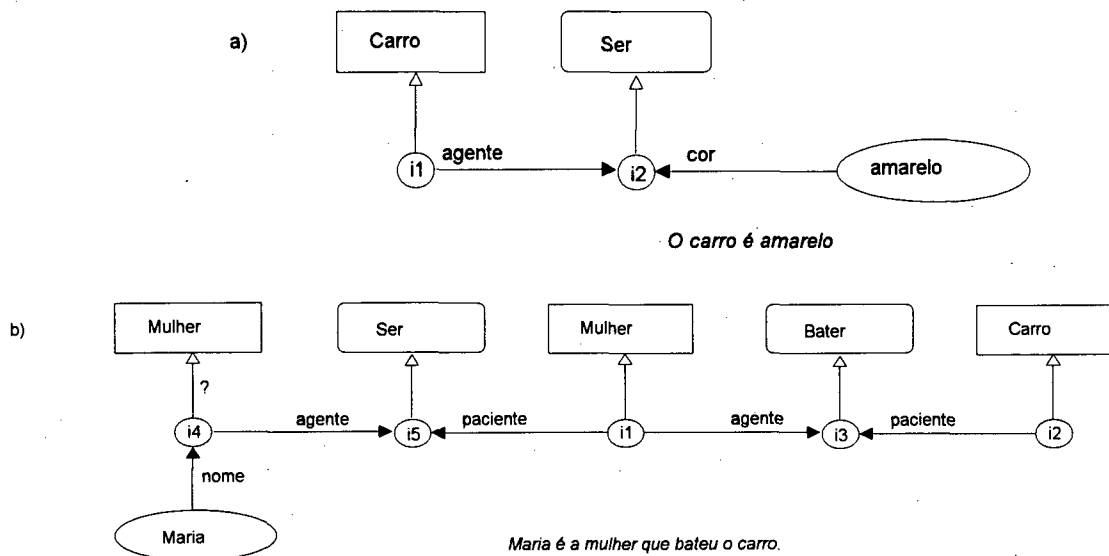 a)
Carro
Ser
i1
agente
i2
cor
amarelo
O carro é amarelo
b)
Mulher
Ser
Mulher
Bater
Carro
?
i4
agente
i5
paciente
i1
agente
i3
paciente
i2
nome
Maria
Maria é a mulher que bateu o carro.